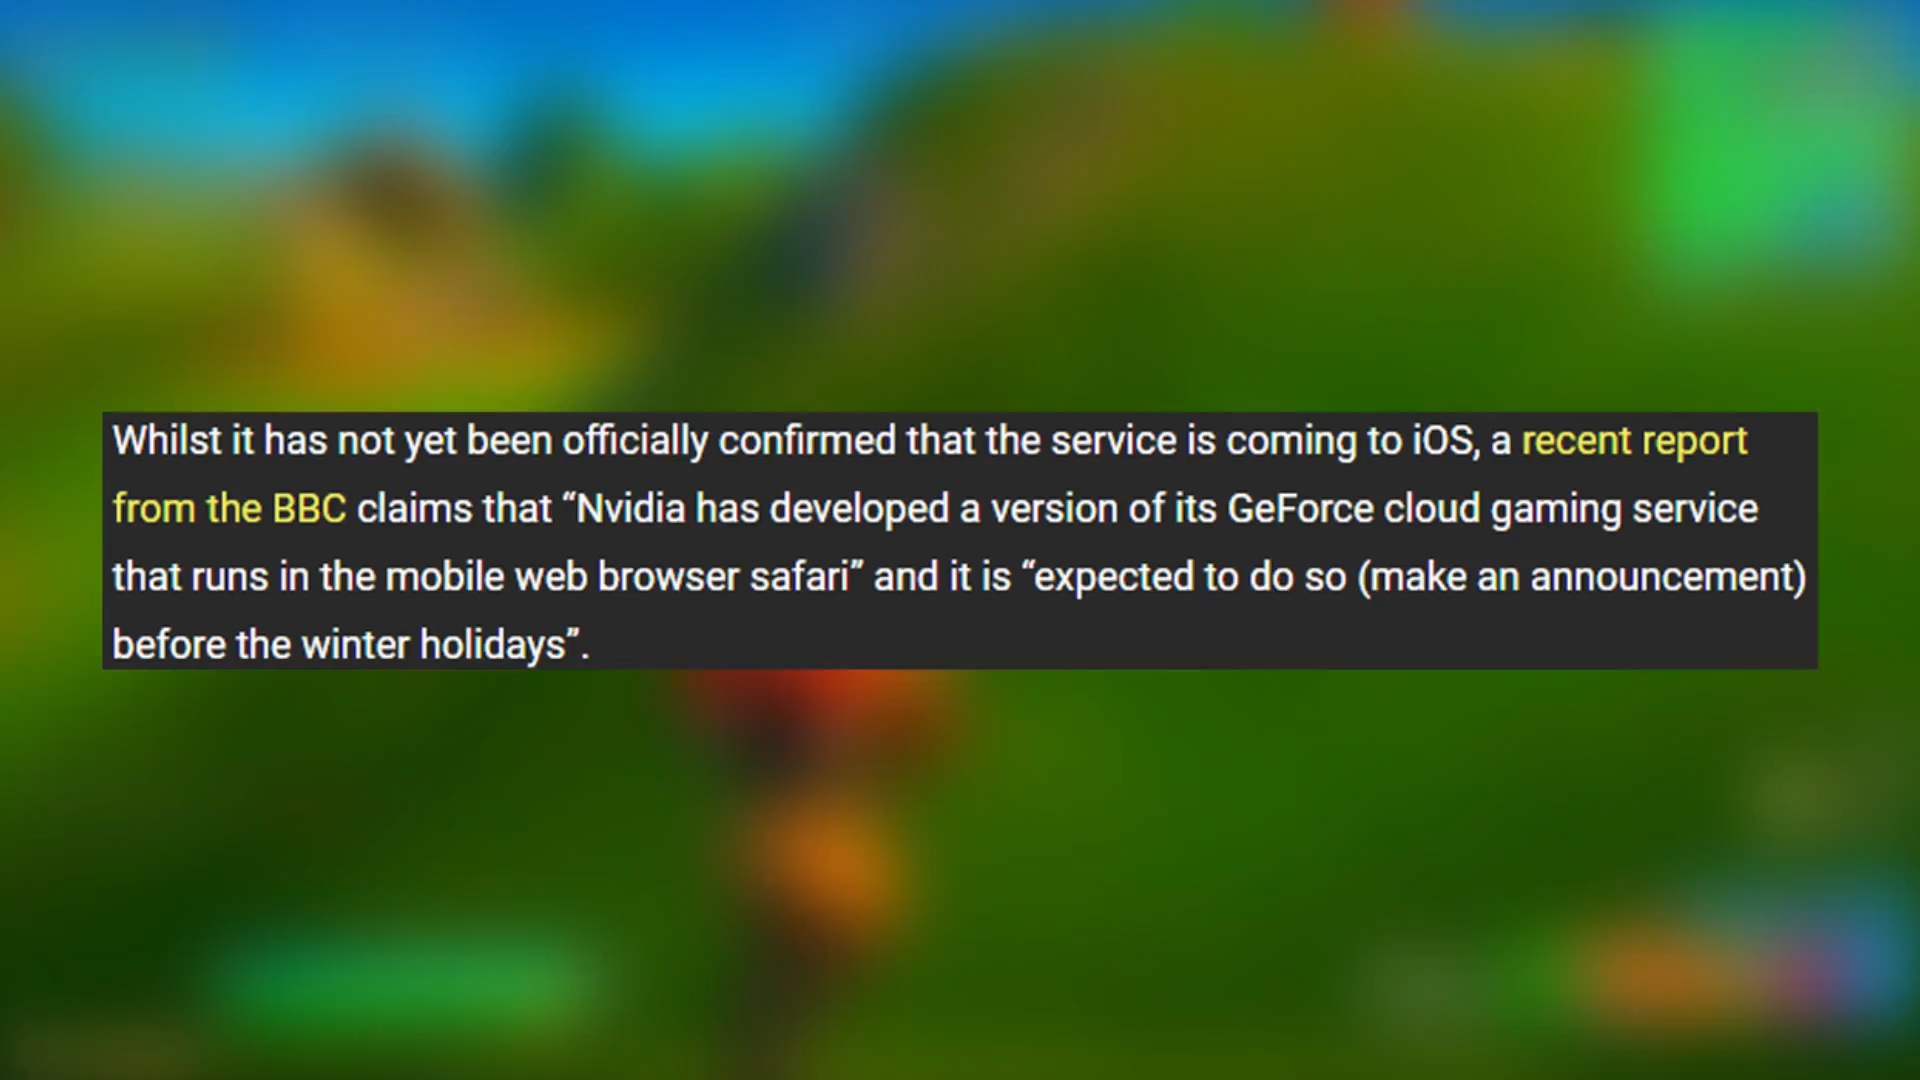 Whilst it has not yet been officially confirmed that the service is coming to iOS, a recent report
from the BBC claims that “Nvidia has developed a version of its GeForce cloud gaming service
that runs in the mobile web browser safari” and it is “expected to do so (make an announcement)
before the winter holidays”.